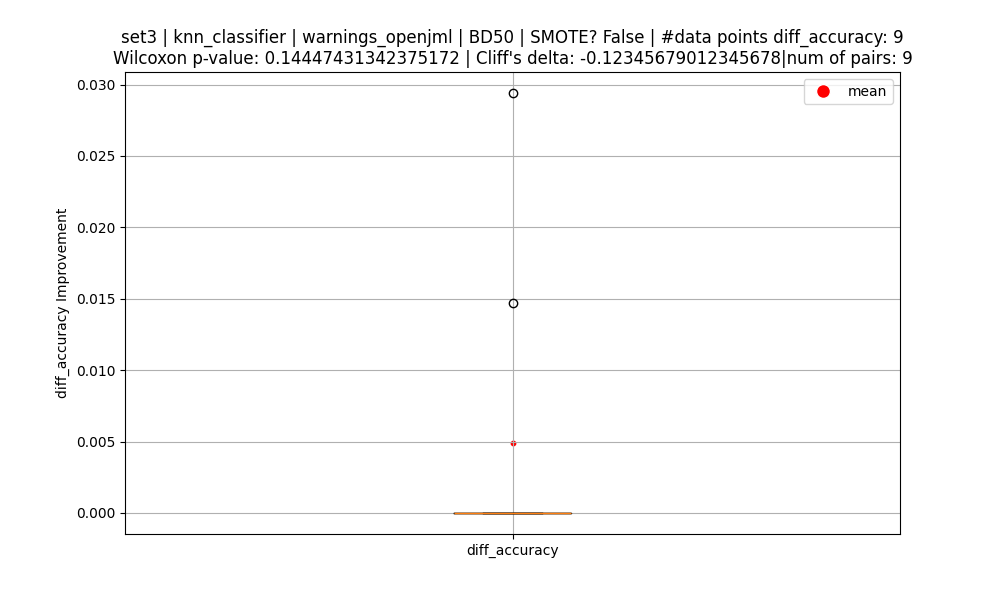 set3 | knn_classifier | warnings_openjml | BD50 | SMOTE? False | #data points diff_accuracy: 9
Wilcoxon p-value: 0.14447431342375172 | Cliff's delta: -0.12345679012345678|num of pairs: 9
mean
0.030
0.025
0.020
0.015
0.010
0.005
0.000
diff_accuracy Improvement
diff_accuracy